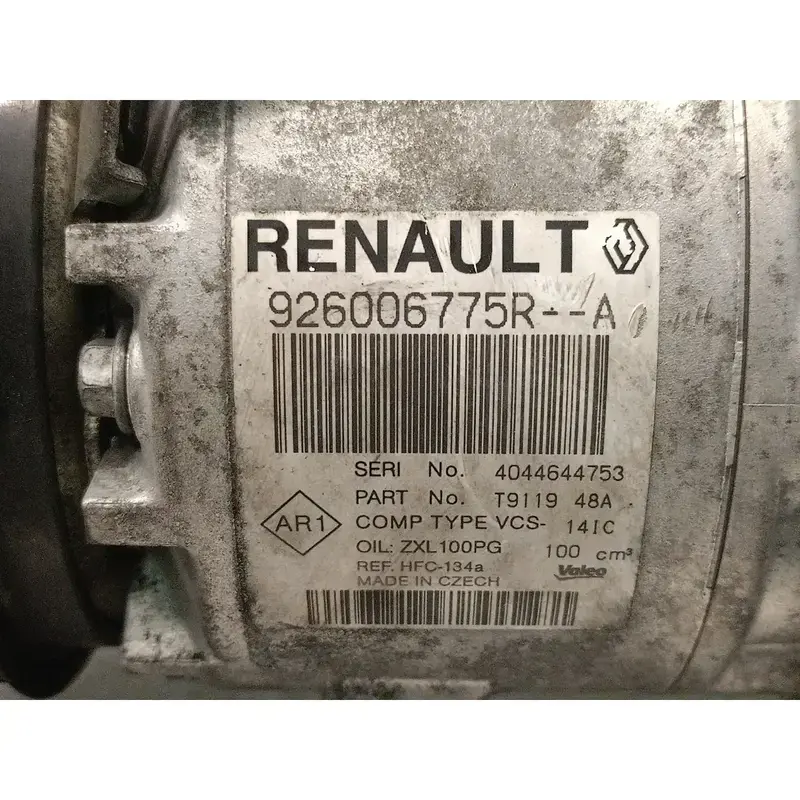 RENAULT
926006775R--A
SERI No. 4044644753
PART No. T9119 48A
AR1
COMP TYPE VCS- 14IC
OIL: ZXL100PG 100 cm³
REF. HFC-134a
MADE IN CZECH
Valeo